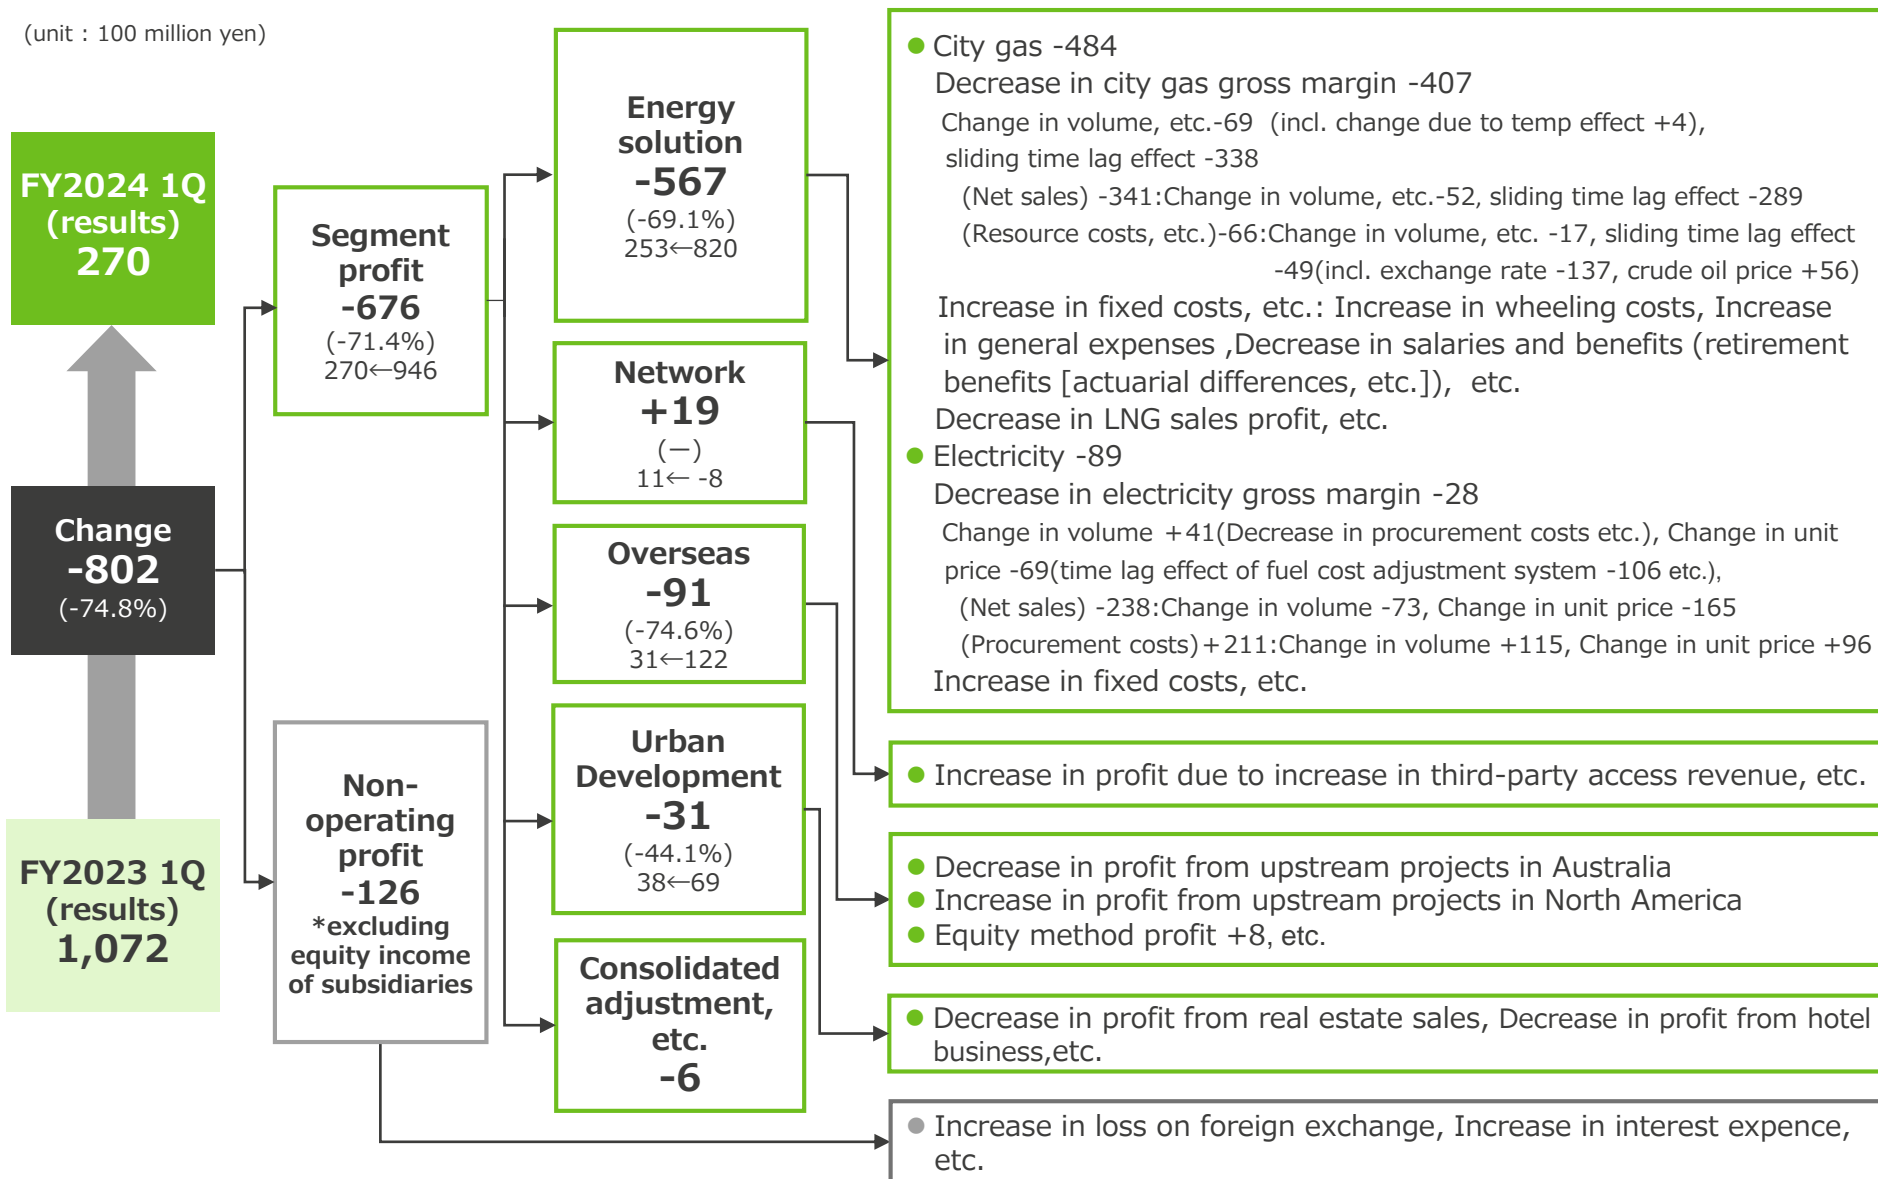 (unit : 100 million yen)
FY2024 1Q
(results)
270
Change
-802
(-74.8%)
FY2023 1Q
(results)
1,072
Segment
profit
-676
(-71.4%)
270←946
Non-
operating
profit
-126
*excluding
equity income
of subsidiaries
Energy
solution
-567
(-69.1%)
253←820
Network
+19
(—)
11← -8
Overseas
-91
(-74.6%)
31←122
Urban
Development
-31
(-44.1%)
38←69
Consolidated
adjustment,
etc.
-6
● City gas -484
Decrease in city gas gross margin -407
Change in volume, etc.-69 (incl. change due to temp effect +4),
sliding time lag effect -338
(Net sales) -341:Change in volume, etc.-52, sliding time lag effect -289
(Resource costs, etc.)-66:Change in volume, etc. -17, sliding time lag effect
-49(incl. exchange rate -137, crude oil price +56)
Increase in fixed costs, etc.: Increase in wheeling costs, Increase
in general expenses ,Decrease in salaries and benefits (retirement
benefits [actuarial differences, etc.]), etc.
Decrease in LNG sales profit, etc.
● Electricity -89
Decrease in electricity gross margin -28
Change in volume +41(Decrease in procurement costs etc.), Change in unit
price -69(time lag effect of fuel cost adjustment system -106 etc.),
(Net sales) -238:Change in volume -73, Change in unit price -165
(Procurement costs)+211:Change in volume +115, Change in unit price +96
Increase in fixed costs, etc.
● Increase in profit due to increase in third-party access revenue, etc.
● Decrease in profit from upstream projects in Australia
● Increase in profit from upstream projects in North America
● Equity method profit +8, etc.
● Decrease in profit from real estate sales, Decrease in profit from hotel
business,etc.
● Increase in loss on foreign exchange, Increase in interest expence,
etc.